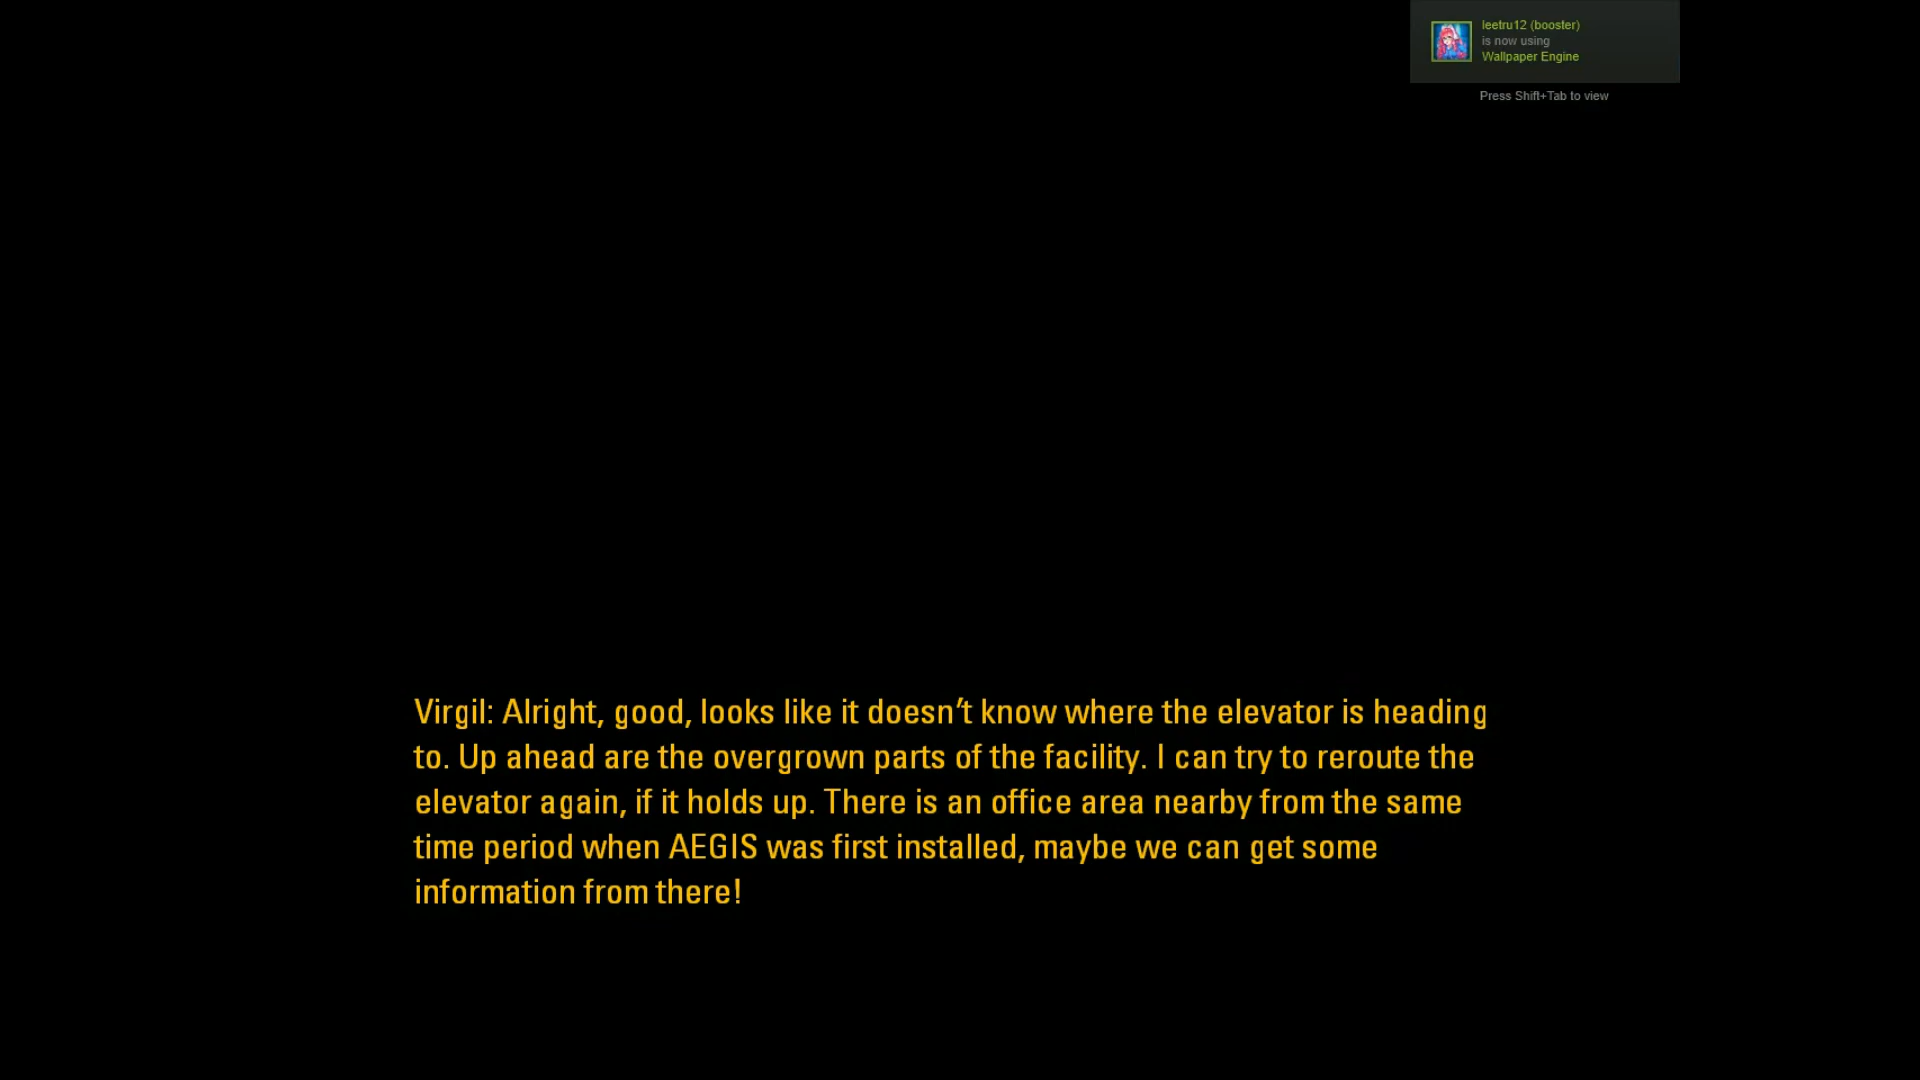 leetru12 (booster)
is now using
Wallpaper Engine
Press Shift+Tab to view
Virgil: Alright, good, looks like it doesn’t know where the elevator is heading
to. Up ahead are the overgrown parts of the facility. I can try to reroute the
elevator again, if it holds up. There is an office area nearby from the same
time period when AEGIS was first installed, maybe we can get some
information from there!